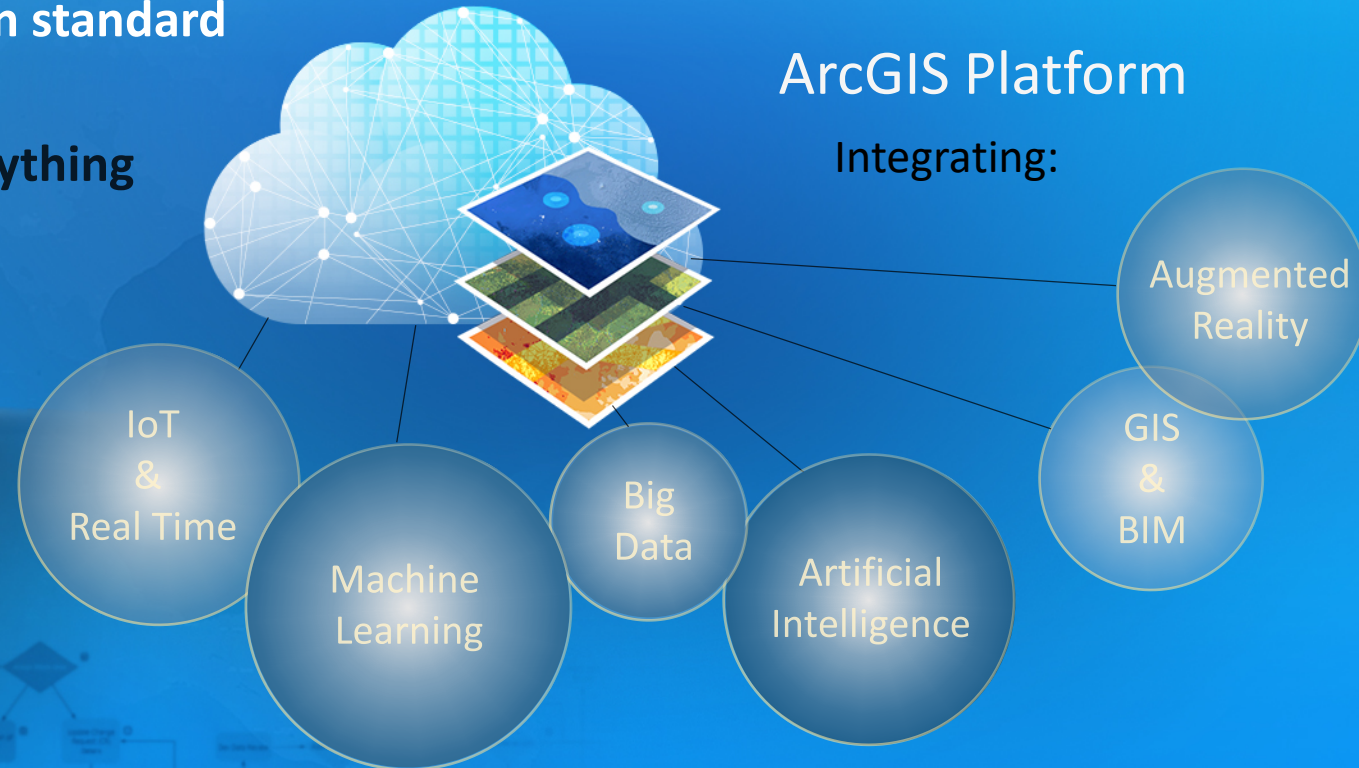 n standard
ything
ArcGIS Platform
Integrating:
Augmented
Reality
GIS
&
BIM
IoT
&
Real Time
Machine
Learning
Big
Data
Artificial
Intelligence